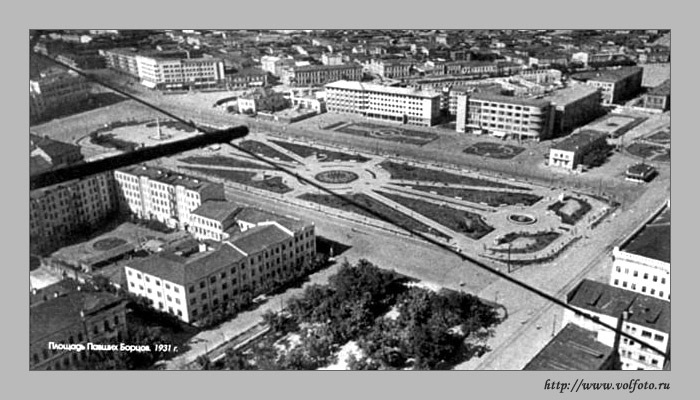 Площадь Павших Борцов. 1931 г.
http://www.volfoto.ru